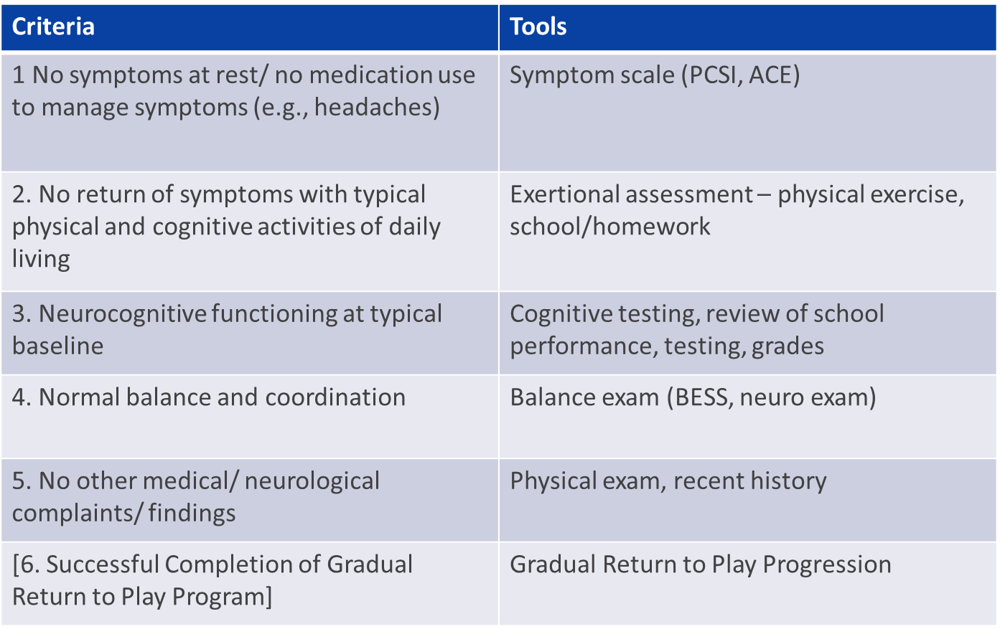 Criteria
Tools
1 No symptoms at rest/ no medication use
to manage symptoms (e.g., headaches)
Symptom scale (PCSI, ACE)
2. No return of symptoms with typical
physical and cognitive activities of daily
living
Exertional assessment – physical exercise,
school/homework
3. Neurocognitive functioning at typical
baseline
Cognitive testing, review of school
performance, testing, grades
4. Normal balance and coordination
Balance exam (BESS, neuro exam)
5. No other medical/ neurological
complaints/ findings
Physical exam, recent history
[6. Successful Completion of Gradual
Return to Play Program]
Gradual Return to Play Progression